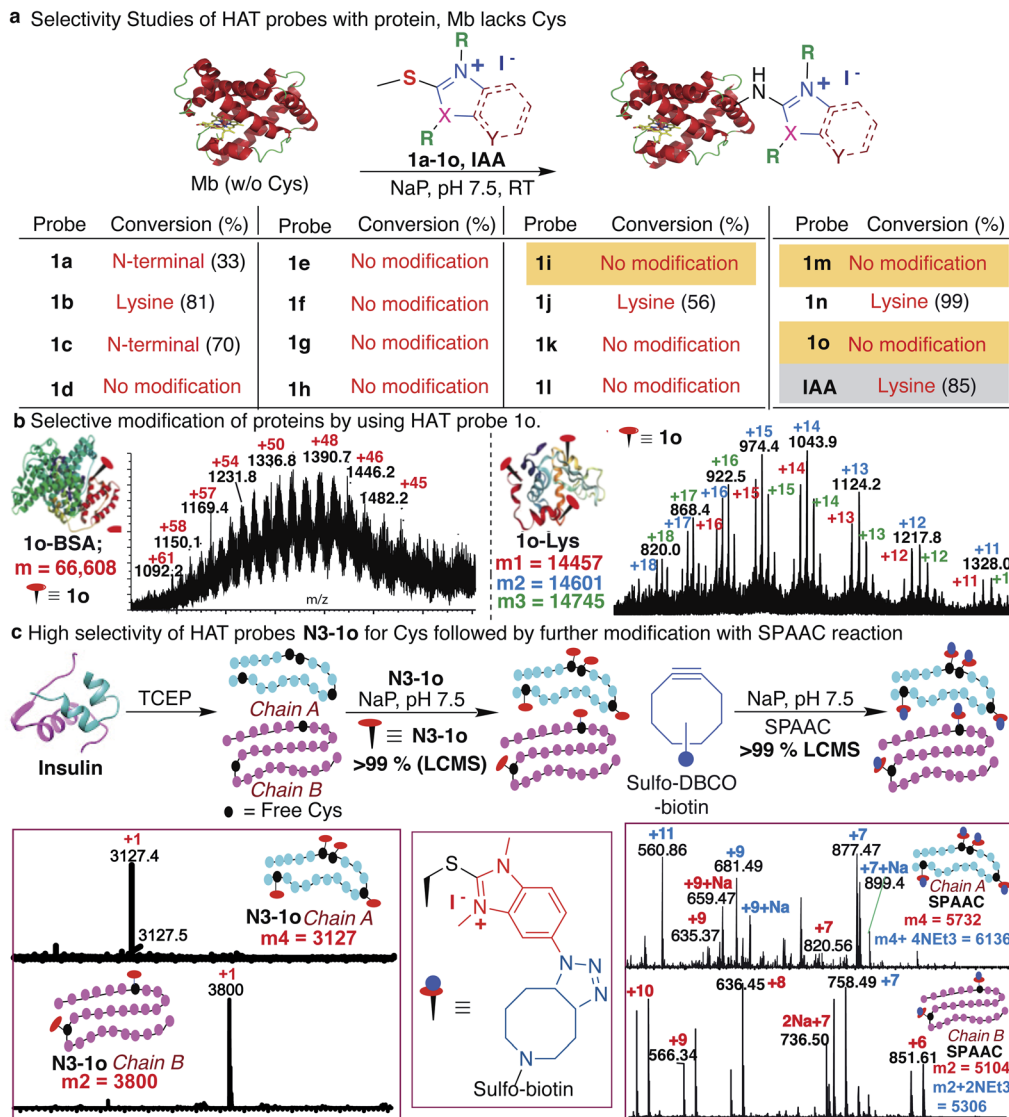 a Selectivity Studies of HAT probes with protein, Mb lacks Cys
Mb (w/o Cys)
S
R
N
+
I -
X
R
Y
1a-1o, IAA
NaP, pH 7.5, RT
H
N
R
N
+
I -
X
R
Y
Probe Conversion (%) Probe Conversion (%) Probe Conversion (%) Probe Conversion (%)
1a N-terminal (33) 1e No modification 1i No modification 1m No modification
1b Lysine (81) 1f No modification 1j Lysine (56) 1n Lysine (99)
1c N-terminal (70) 1g No modification 1k No modification 1o No modification
1d No modification 1h No modification 1l No modification IAA Lysine (85)
b Selective modification of proteins by using HAT probe 1o.
1o-BSA;
m = 66,608
≡ 1o
+61
1092.2
+58
1150.1
+57
1169.4
+54
1231.8
+50
1336.8
+48
1390.7
+46
1446.2
1482.2
+45
m/z
1o-Lys
m1 = 14457
m2 = 14601
m3 = 14745
≡ 1o
+18
+18
820.0
+17
+17
868.4
+16
+16
+16
922.5
+15
+15
974.4
+15
+14
+14
1043.9
+14
+13
+13
1124.2
+13
+12
+12
1217.8
+12
+11
+11
1328.0
+1
c High selectivity of HAT probes N3-1o for Cys followed by further modification with SPAAC reaction
Insulin
TCEP
Chain A
Chain B
= Free Cys
N3-1o
NaP, pH 7.5
≡ N3-1o
>99 % (LCMS)
Sulfo-DBCO
-biotin
NaP, pH 7.5
SPAAC
>99 % LCMS
+1
3127.4
3127.5
N3-1o Chain A
m4 = 3127
+1
3800
N3-1o Chain B
m2 = 3800
≡
S
N
I-
N
+
N
N
N
N
Sulfo-biotin
+11
560.86
+9
635.37
+9+Na
659.47
+9
681.49
+9+Na
+7
820.56
+7
877.47
+7+Na
899.4
Chain A
SPAAC
m4 = 5732
m4+ 4NEt3 = 6136
+10
+9
566.34
636.45
+8
2Na+7
736.50
758.49
+7
+6
851.61
Chain B
SPAAC
m2 = 5104
m2+2NEt3
= 5306